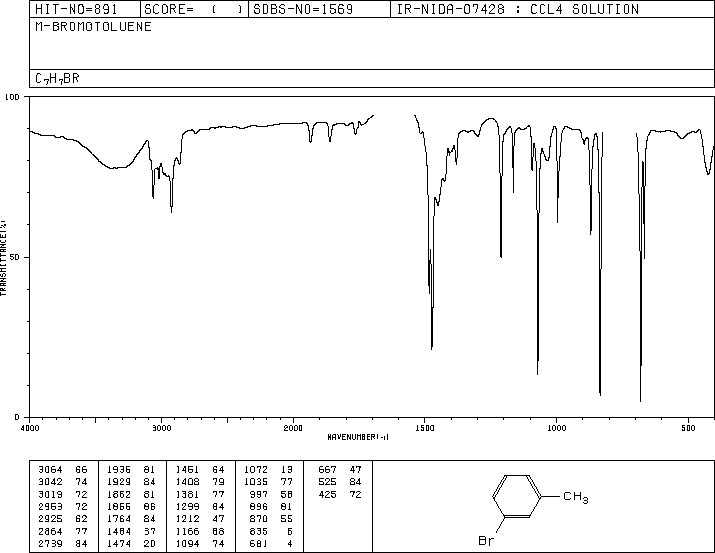 HIT-NO=891 SCORE= ( ) SDBS-NO=1569 IR-NIDA-07428 : CCL4 SOLUTION
M-BROMOTOLUENE
C7H7BR
100
50
0
TRANSMITTANCE(%)
4000 3000 2000 1500 1000 500
WAVENUMBER(-1)
3064 66 1936 81 1451 64 1072 13 667 47
3042 74 1929 84 1408 79 1035 77 525 84
3019 72 1862 81 1381 77 997 58 425 72
2953 72 1866 86 1299 84 896 81
2925 62 1764 84 1212 47 870 55
2864 77 1484 37 1166 68 835 6
2739 84 1474 20 1094 74 681 4
CH3
Br